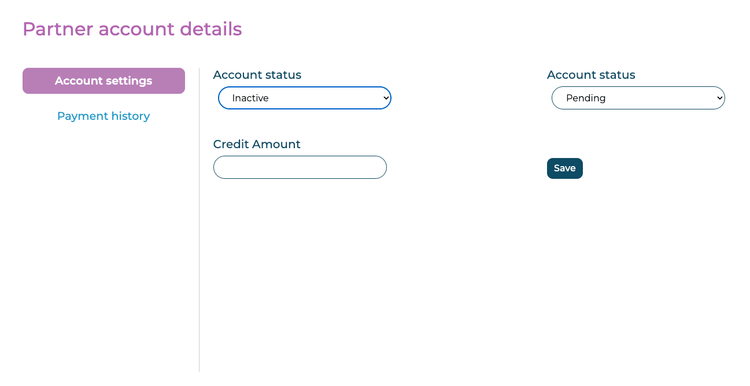 Partner account details
Account settings
Payment history
Account status
Inactive
Account status
Pending
Credit Amount
Save